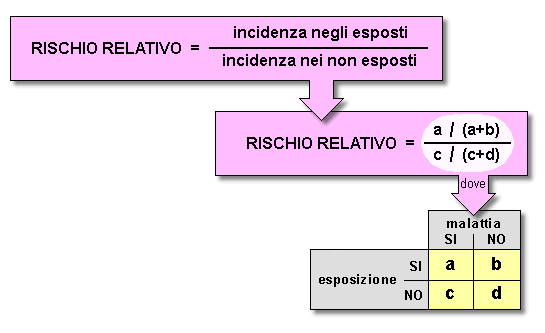 incidenza negli esposti
RISCHIO RELATIVO =
incidenza nei non esposti
a / (a+b)
RISCHIO RELATIVO =
c / (c+d)
dove
malattia
SI NO
SI a b
esposizione
NO c d